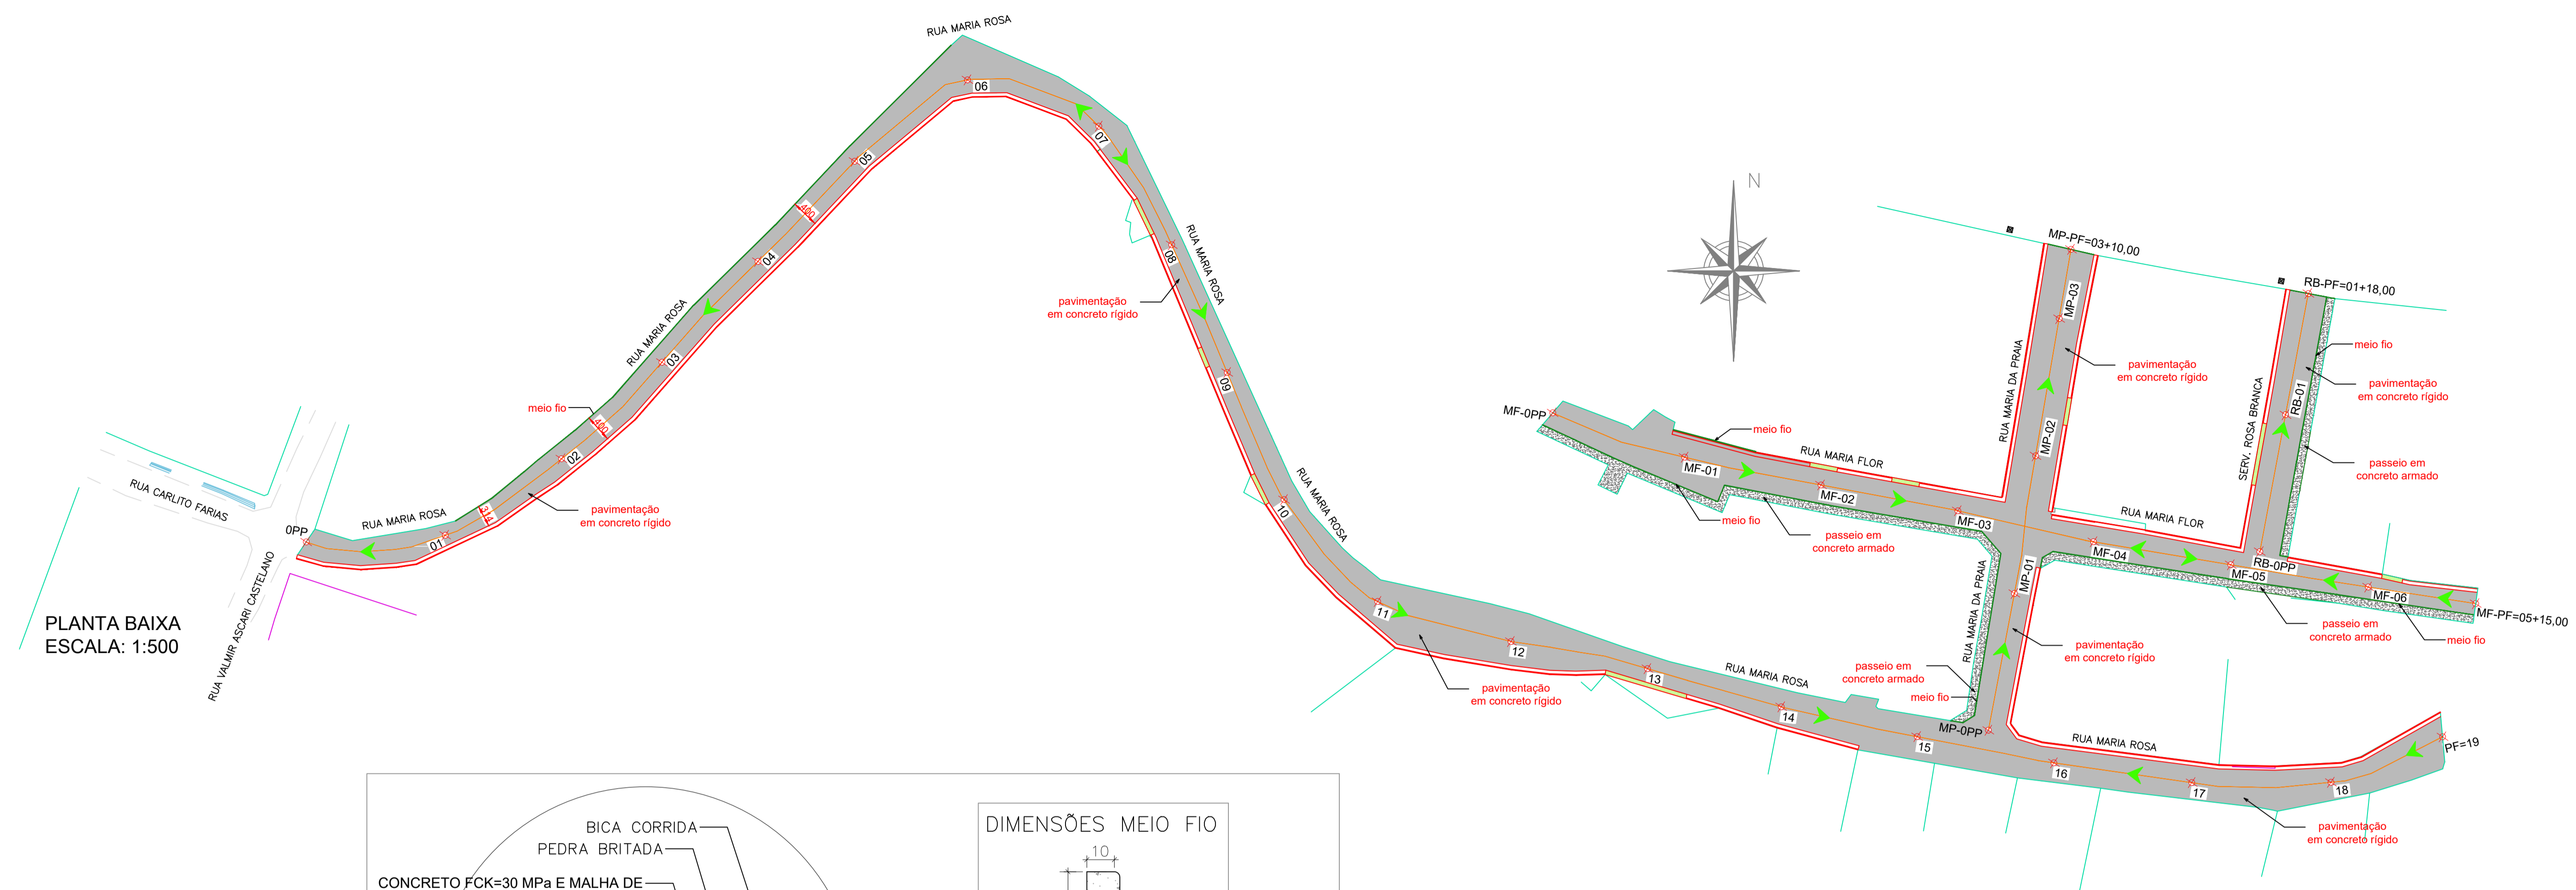 RUA MARIA ROSA
06
07
05
400
04
RUA MARIA ROSA
03
meio fio
400
02
314
pavimentação
em concreto rígido
RUA MARIA ROSA
01
0PP
RUA CARLITO FARIAS
RUA VALMIR ASCARI CASTELANO
PLANTA BAIXA
ESCALA: 1:500
RUA MARIA ROSA
08
pavimentação
em concreto rígido
09
10
RUA MARIA ROSA
11
12
pavimentação
em concreto rígido
13
RUA MARIA ROSA
14
15
16
17
18
PF=19
RUA MARIA ROSA
pavimentação
em concreto rígido
N
MF-0PP
MF-01
meio fio
RUA MARIA FLOR
MF-02
meio fio
passeio em
concreto armado
MF-03
MF-04
RUA MARIA FLOR
MF-05
MF-06
MF-PF=05+15,00
passeio em
concreto armado
meio fio
MP-PF=03+10,00
MP-03
RUA MARIA DA PRAIA
pavimentação
em concreto rígido
MP-02
MP-01
RUA MARIA DA PRAIA
pavimentação
em concreto rígido
passeio em
concreto armado
meio fio
MP-0PP
RB-PF=01+18,00
meio fio
pavimentação
em concreto rígido
RB-01
SERV. ROSA BRANCA
passeio em
concreto armado
RB-0PP
BICA CORRIDA
PEDRA BRITADA
CONCRETO FCK=30 MPa E MALHA DE
DIMENSÕES MEIO FIO
10